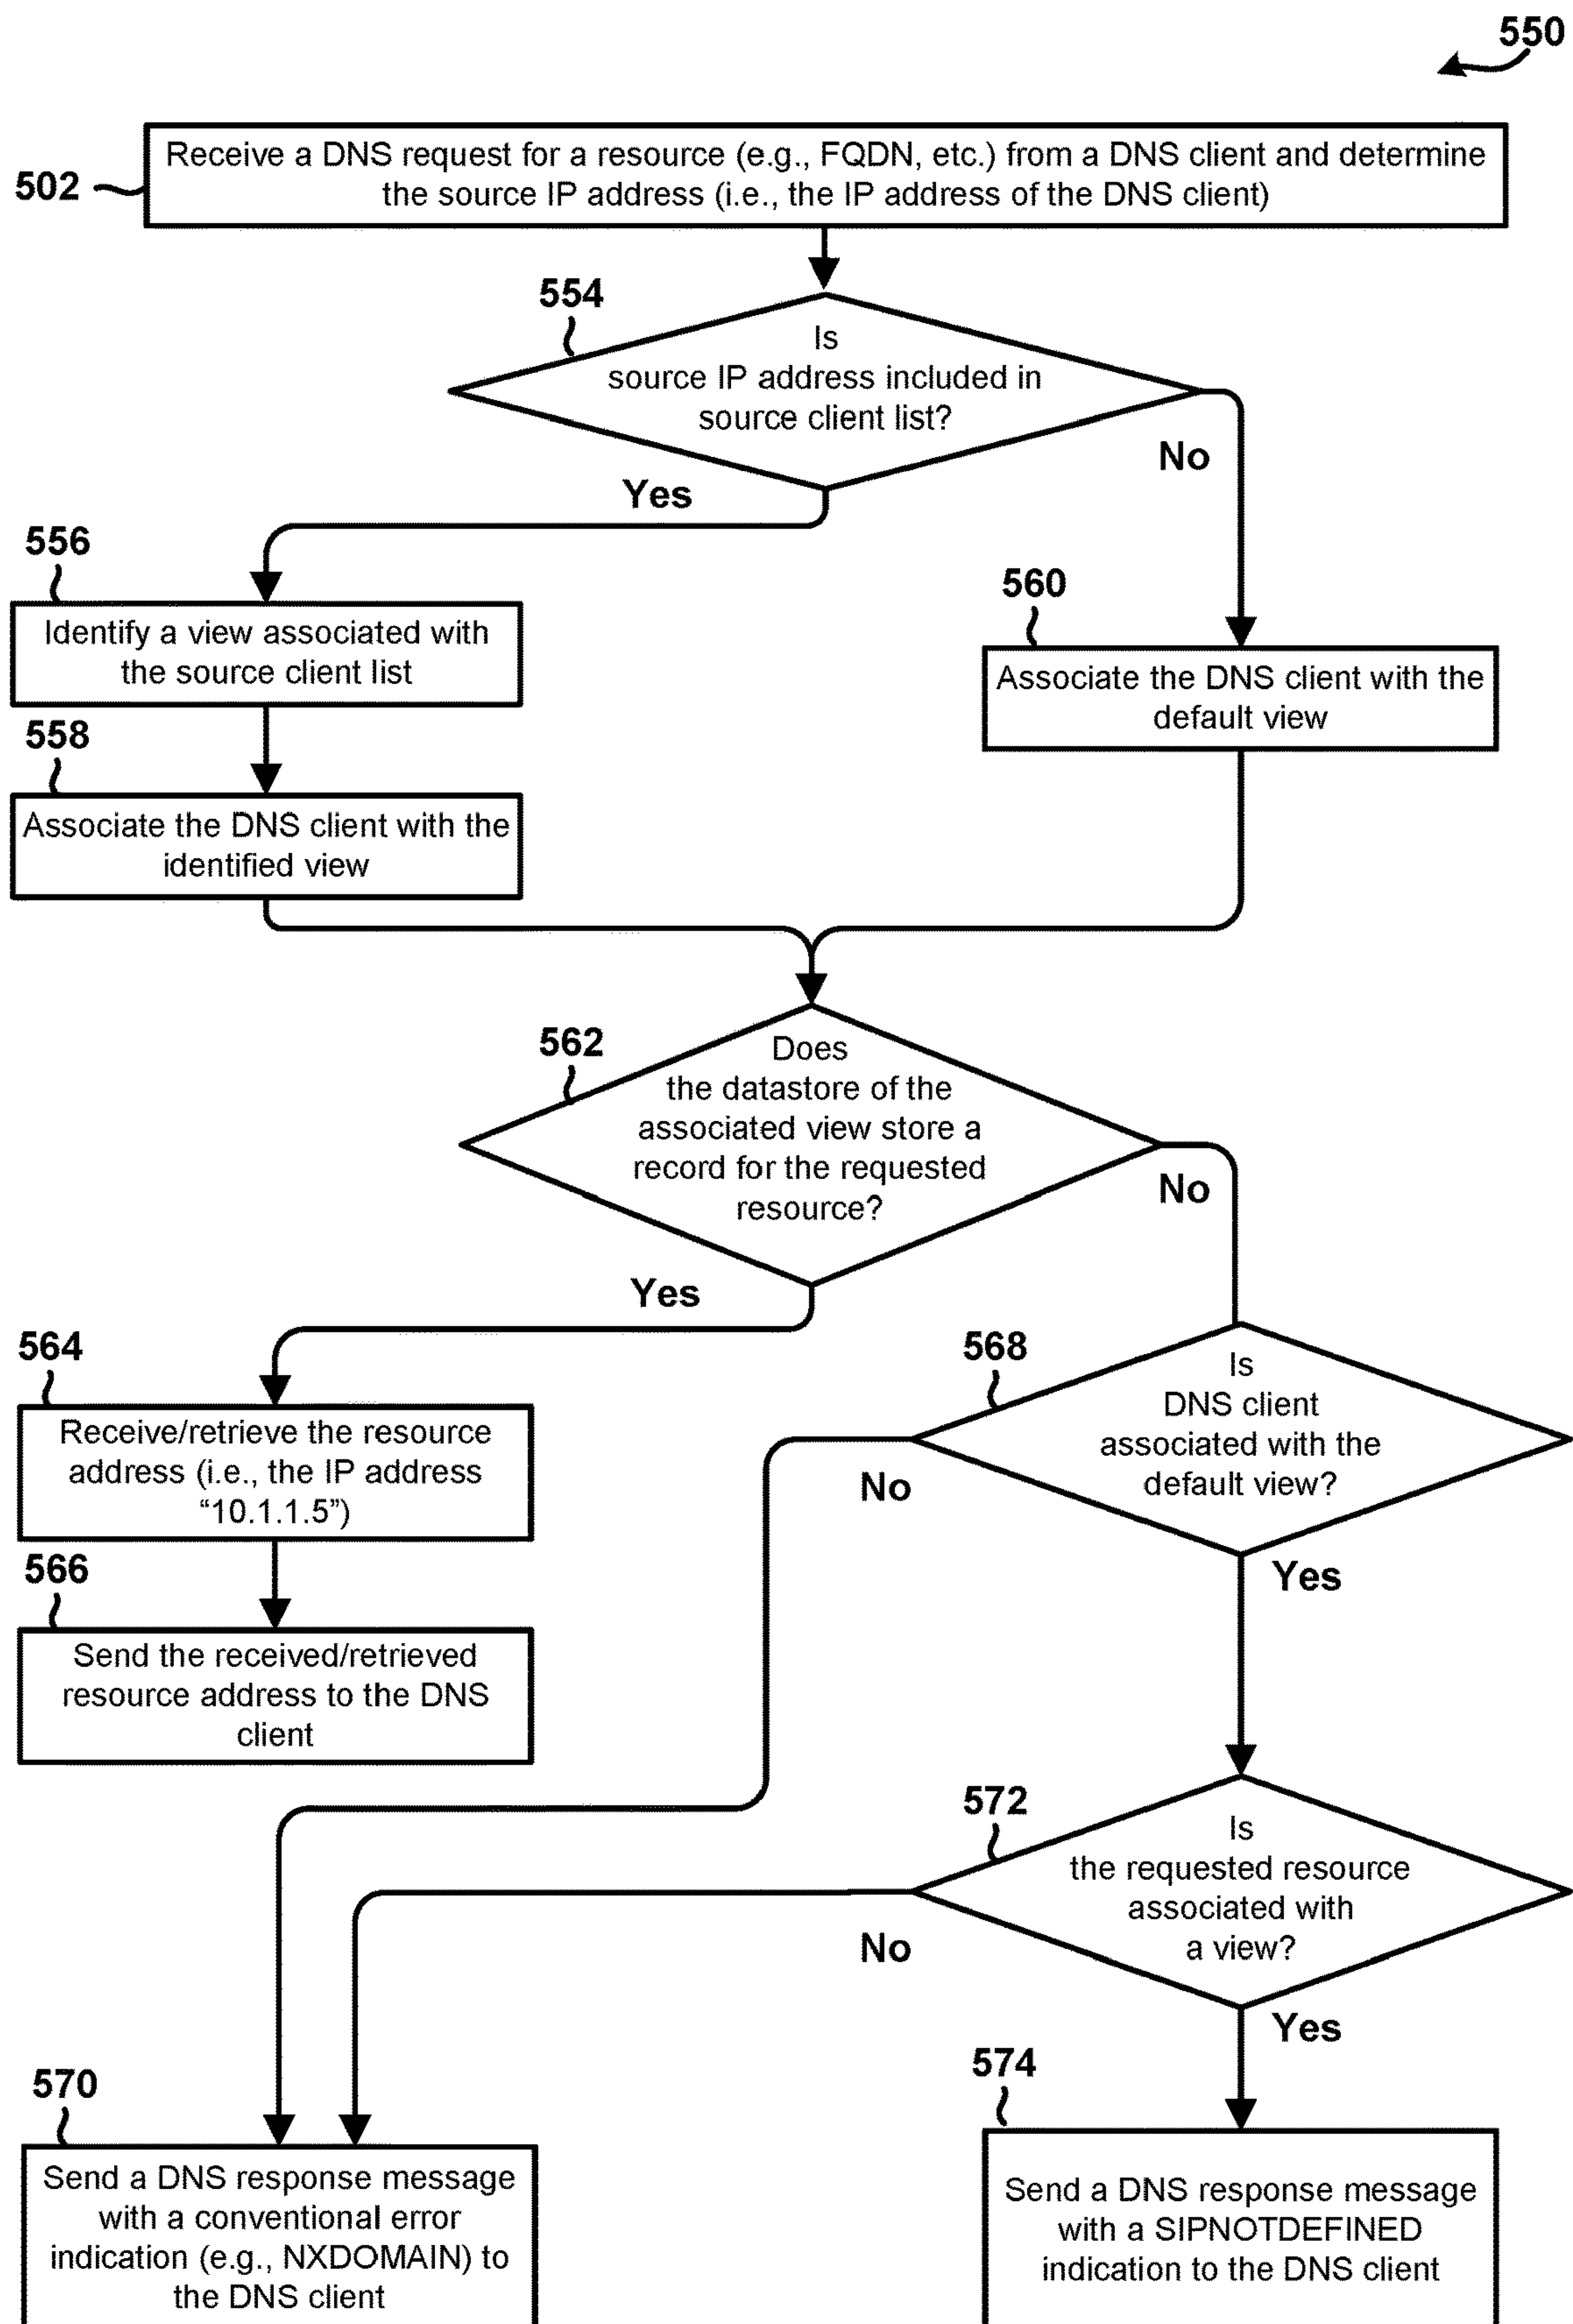 550
Receive a DNS request for a resource (e.g., FQDN, etc.) from a DNS client and determine
the source IP address (i.e., the IP address of the DNS client)
502
554
Is
source IP address included in
source client list?
No
Yes
556
Identify a view associated with
the source client list
560
Associate the DNS client with the
default view
558
Associate the DNS client with the
identified view
562
Does
the datastore of the
associated view store a
record for the requested
resource?
No
Yes
564
Receive/retrieve the resource
address (i.e., the IP address
“10.1.1.5”)
568
Is
DNS client
associated with the
default view?
No
Yes
566
Send the received/retrieved
resource address to the DNS
client
572
Is
the requested resource
associated with
a view?
No
Yes
570
Send a DNS response message
with a conventional error
indication (e.g., NXDOMAIN) to
the DNS client
574
Send a DNS response message
with a SIPNOTDEFINED
indication to the DNS client